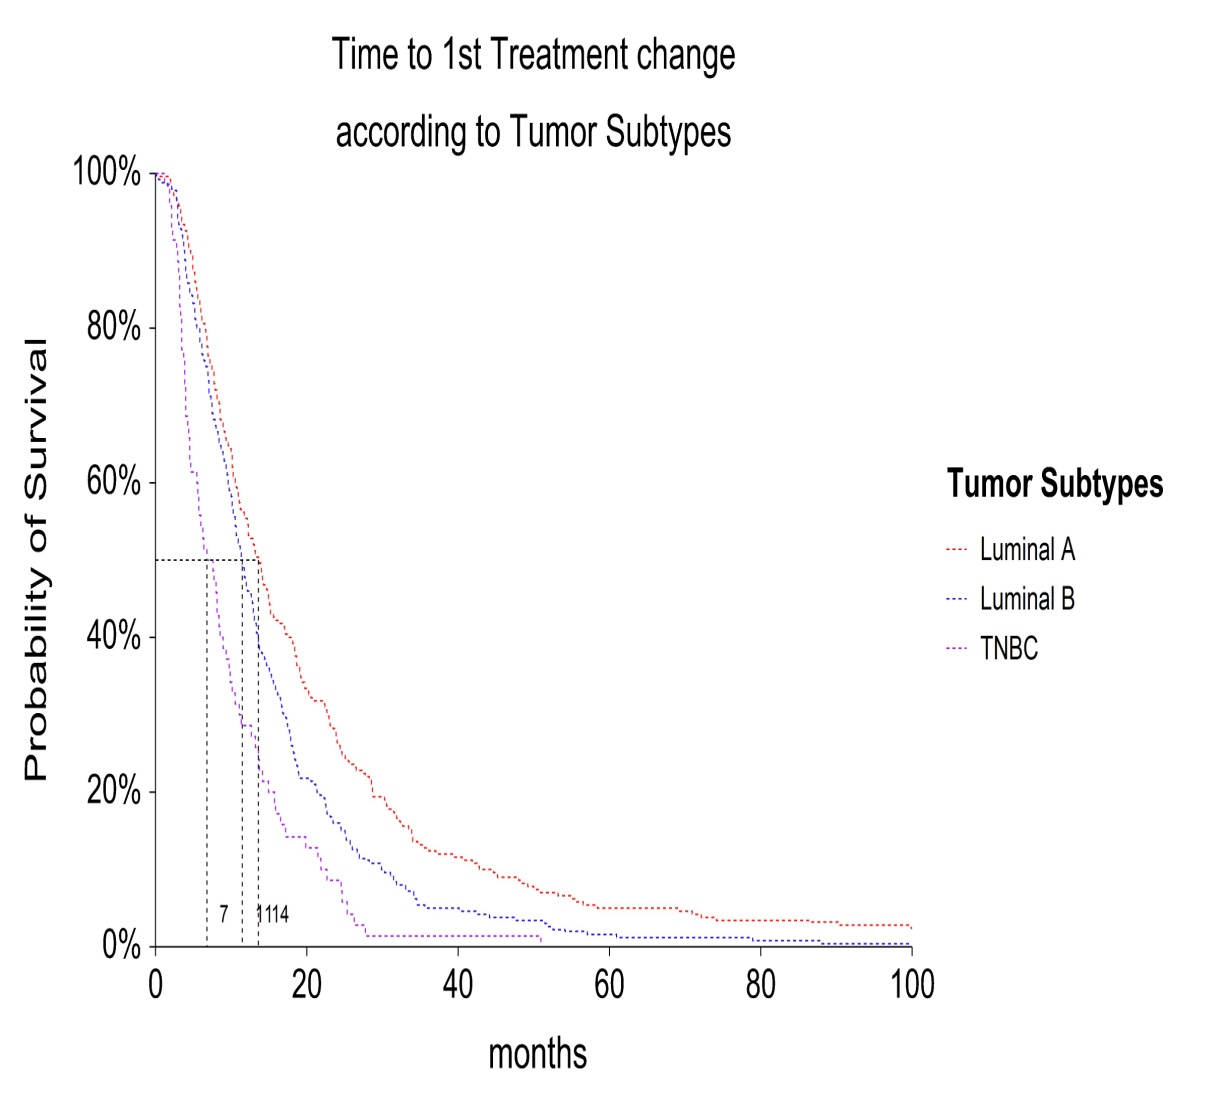 Time to 1st Treatment change
according to Tumor Subtypes
100%
80%
60%
40%
20%
0%
Probability of Survival
7 1114
0 20 40 60 80 100
months
Tumor Subtypes
Luminal A
Luminal B
TNBC